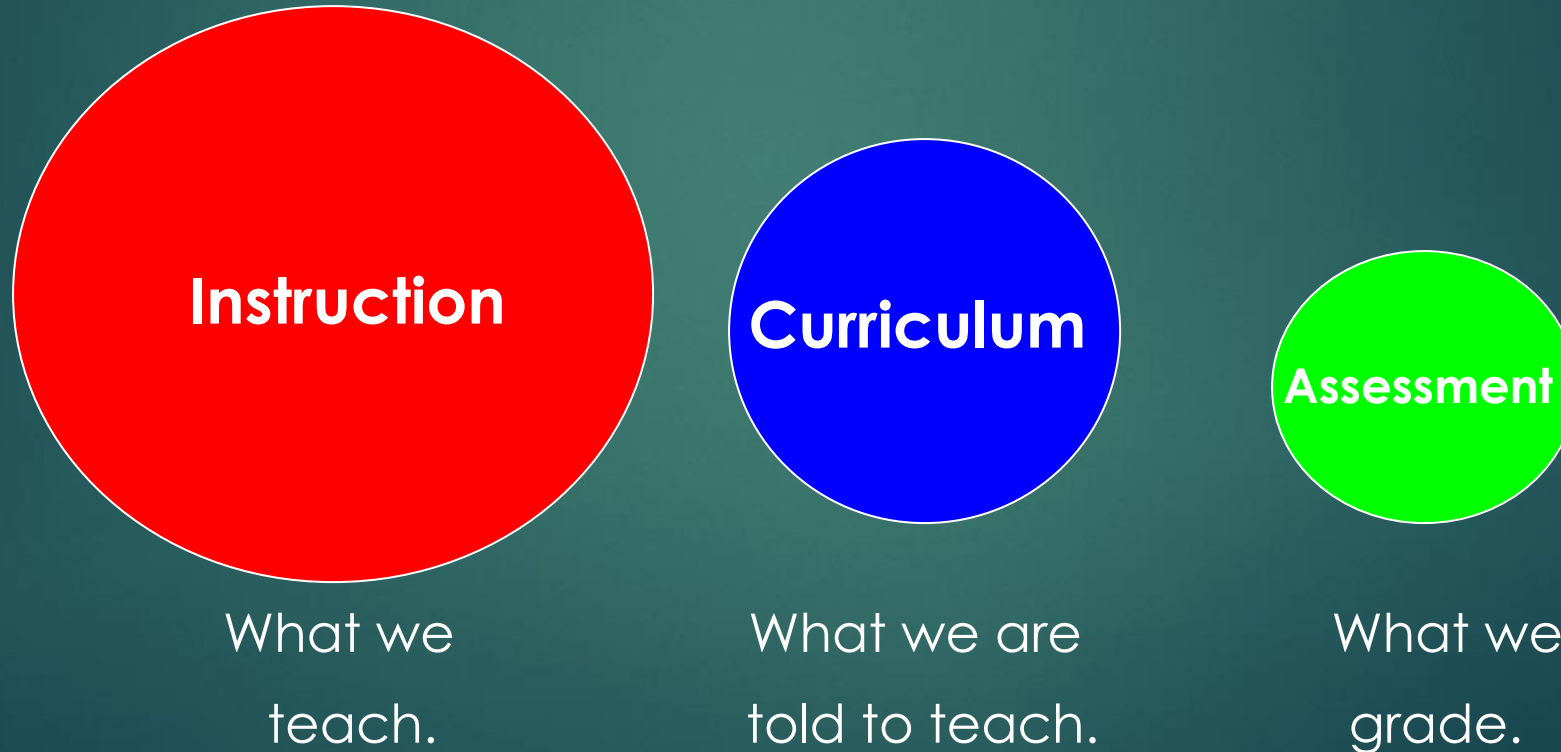 Instruction
Curriculum
Assessment
What we
teach.
What we are
told to teach.
What we
grade.